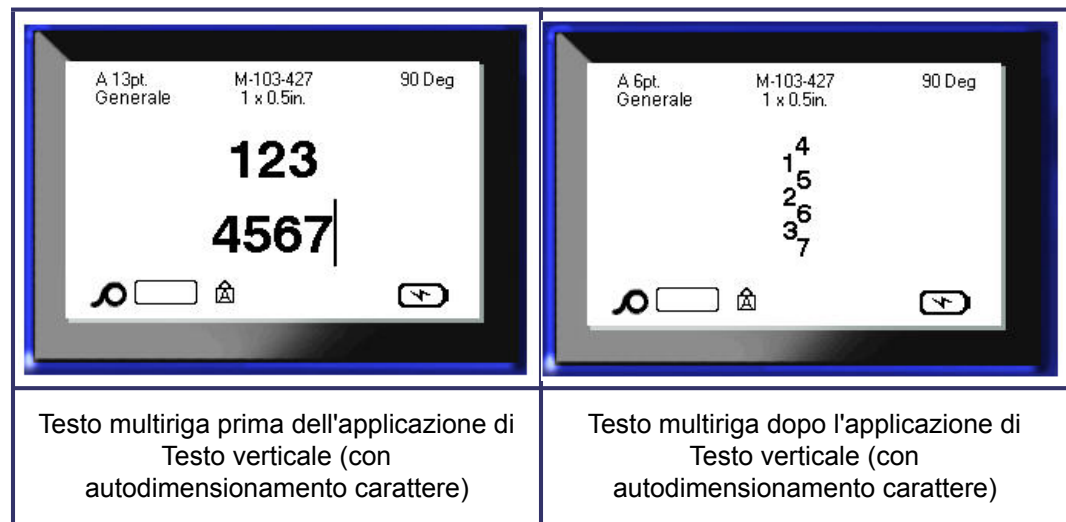 A 13pt.
M-103-427
90 Deg
Generale
1 x 0.5in.
123
4567
A
A 6pt.
M-103-427
90 Deg
Generale
1 x 0.5in.
4
1
5
2
6
3
7
A
Testo multiriga prima dell'applicazione di
Testo verticale (con
autodimensionamento carattere)
Testo multiriga dopo l'applicazione di
Testo verticale (con
autodimensionamento carattere)